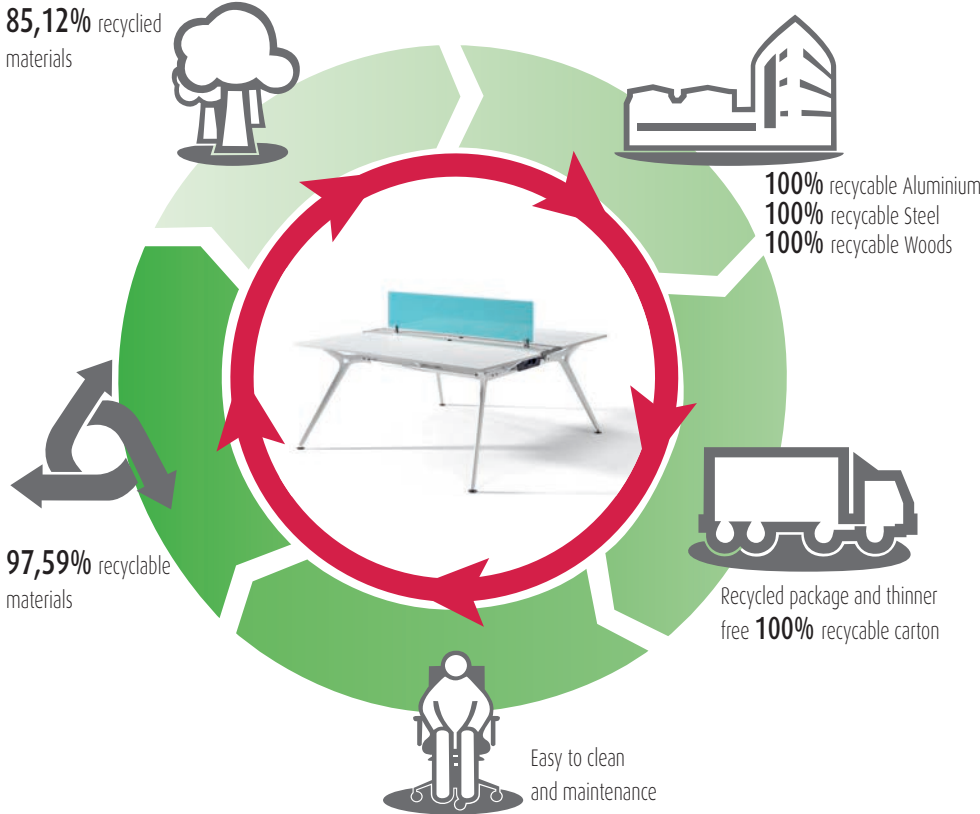 85,12% recyclied
materials
100% recycable Aluminium
100% recycable Steel
100% recycable Woods
Recycled package and thinner
free 100% recycable carton
Easy to clean
and maintenance
97,59% recyclable
materials